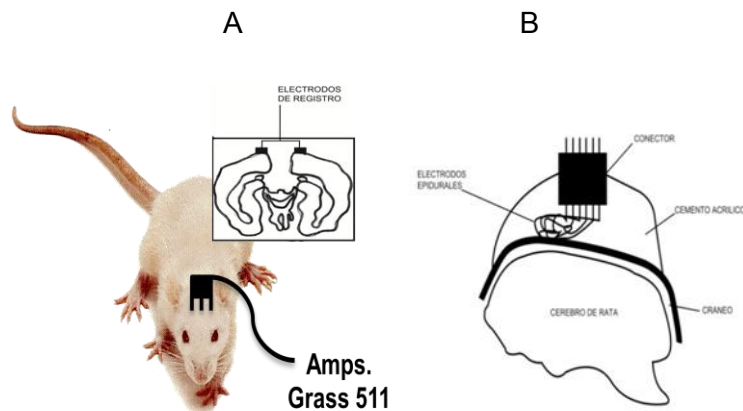 A
B
ELECTRODOS
DE REGISTRO
Amps.
Grass 511
CONECTOR
ELECTRODOS
EPIDURALES
CEMENTO ACRILICO
CRANEO
CEREBRO DE RATA